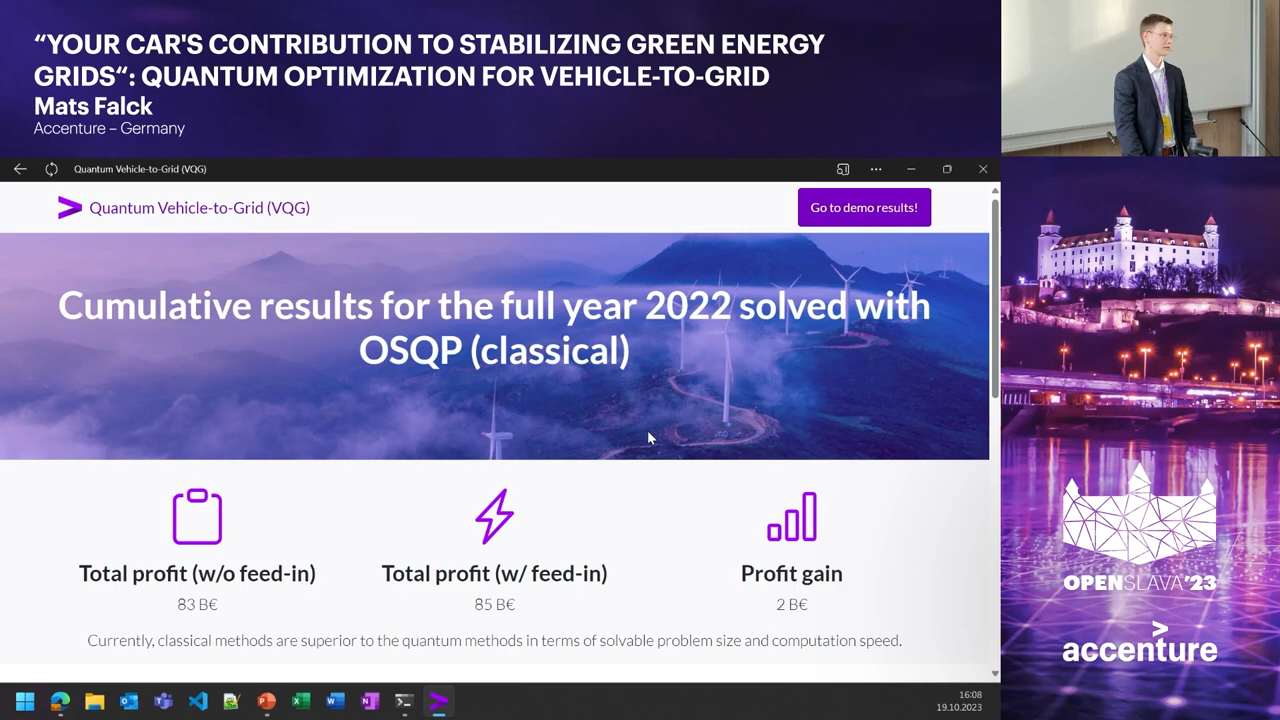 “YOUR CAR'S CONTRIBUTION TO STABILIZING GREEN ENERGY
GRIDS“: QUANTUM OPTIMIZATION FOR VEHICLE-TO-GRID
Mats Falck
Accenture – Germany
Quantum Vehicle-to-Grid (VQG)
Quantum Vehicle-to-Grid (VQG)
Go to demo results!
Cumulative results for the full year 2022 solved with
OSQP (classical)
Total profit (w/o feed-in)
Total profit (w/ feed-in)
Profit gain
83 B€
85 B€
2 B€
Currently, classical methods are superior to the quantum methods in terms of solvable problem size and computation speed.
16:08
19.10.2023
OPENSLAVA'23
accenture